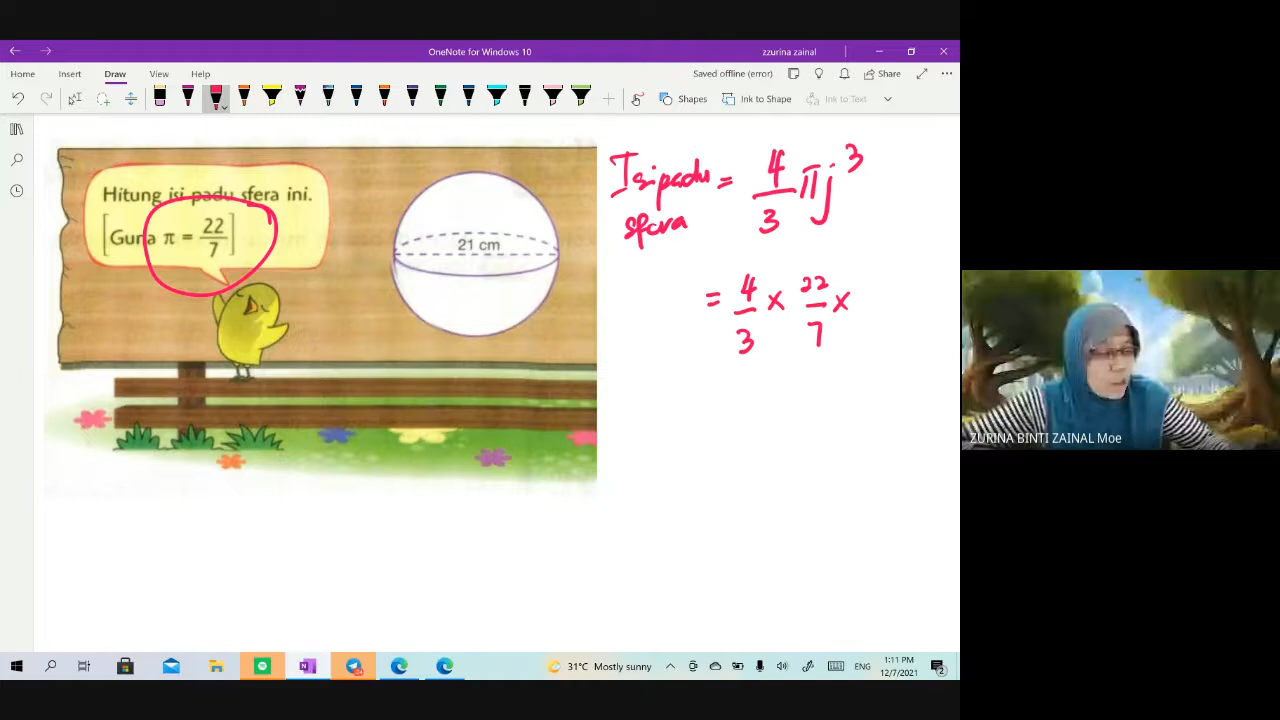 OneNote for Windows 10
zzurina zainal
Home Insert Draw View Help
Saved offline (error)
Share
Shapes
Ink to Shape
Ink to Text
Hitung isi padu sfera ini.
[Guna π = 22/7]
21 cm
Isipadu sfera = 4/3 πj³
= 4/3 × 22/7 ×
ZURINA BINTI ZAINAL Moe
31°C Mostly sunny
ENG
1:11 PM
12/7/2021
2